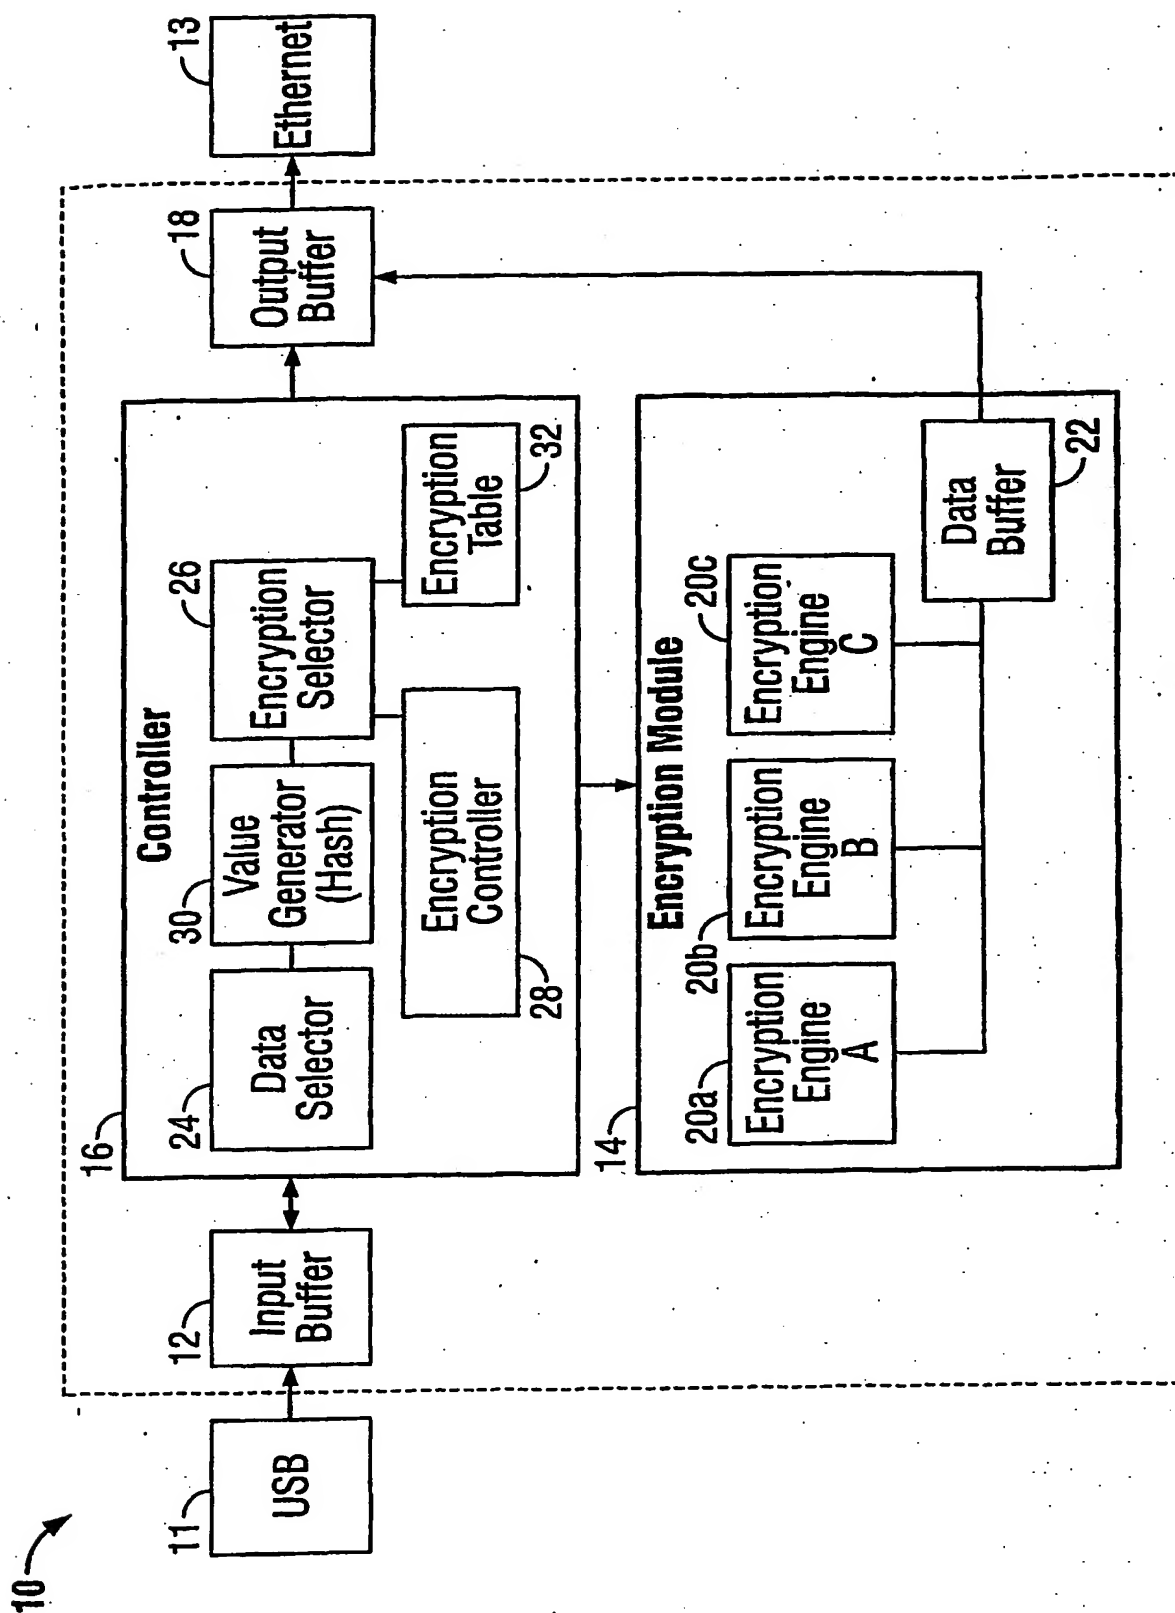 10
11
USB
12
Input
Buffer
16
Controller
24
Data
Selector
30
Value
Generator
(Hash)
26
Encryption
Selector
28
Encryption
Controller
Encryption
Table
32
18
Output
Buffer
13
Ethernet
14
Encryption Module
20a
Encryption
Engine
A
20b
Encryption
Engine
B
20c
Encryption
Engine
C
Data
Buffer
22